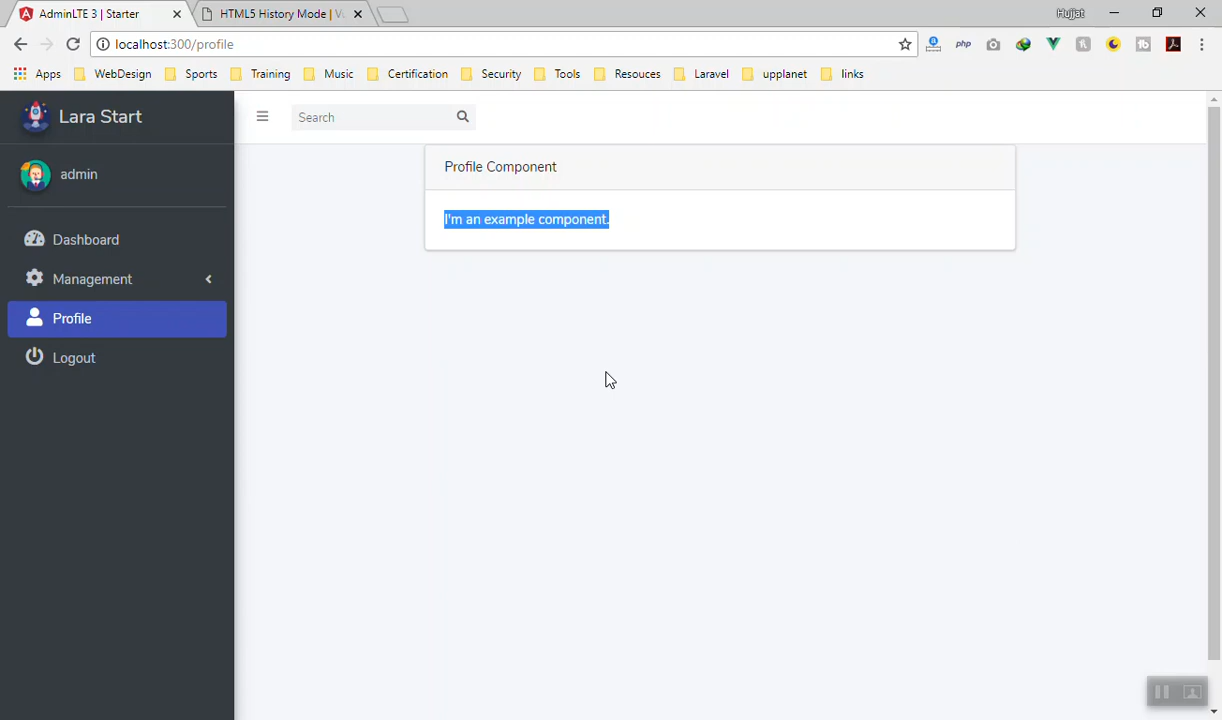 AdminLTE 3 | Starter
HTML5 History Mode | V
Hujjat
localhost:300/profile
php
Apps WebDesign Sports Training Music Certification Security Tools Resouces Laravel upplanet links
Lara Start
Search
admin
Profile Component
I'm an example component.
Dashboard
Management
Profile
Logout